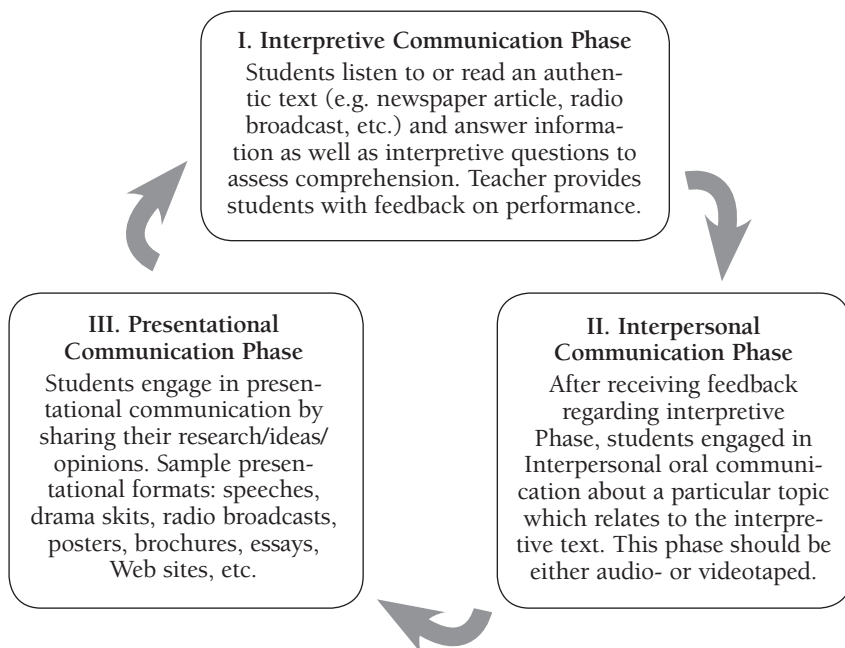 I. Interpretive Communication Phase
Students listen to or read an authen-
tic text (e.g. newspaper article, radio
broadcast, etc.) and answer informa-
tion as well as interpretive questions to
assess comprehension. Teacher provides
students with feedback on performance.
II. Interpersonal
Communication Phase
After receiving feedback
regarding interpretive
Phase, students engaged in
Interpersonal oral communi-
cation about a particular topic
which relates to the interpre-
tive text. This phase should be
either audio- or videotaped.
III. Presentational
Communication Phase
Students engage in presen-
tational communication by
sharing their research/ideas/
opinions. Sample presen-
tational formats: speeches,
drama skits, radio broadcasts,
posters, brochures, essays,
Web sites, etc.